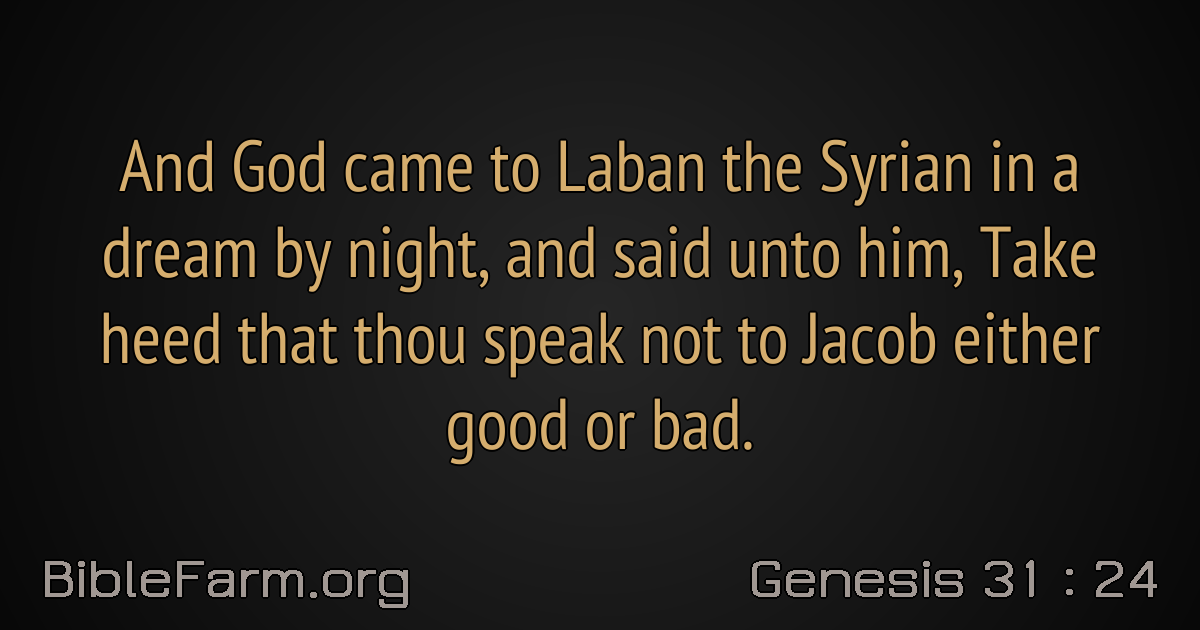 And God came to Laban the Syrian in a
dream by night, and said unto him, Take
heed that thou speak not to Jacob either
good or bad.
BibleFarm.org
Genesis 31 : 24